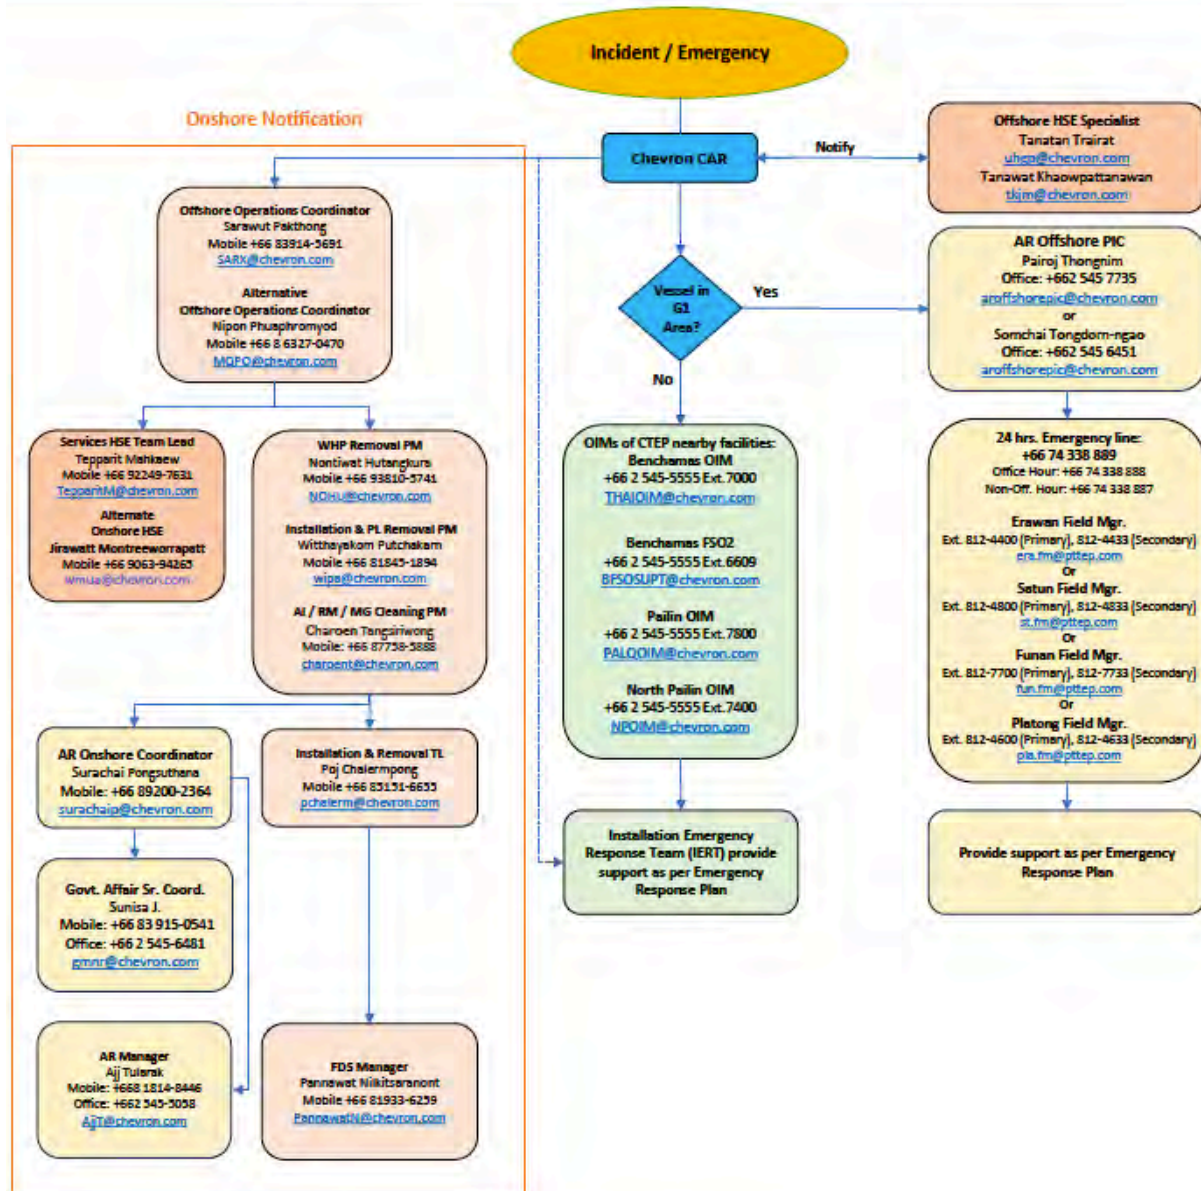 Incident / Emergency
Onshore Notification
Chevron CAR
Notify
Offshore HSE Specialist
Tanatan Trairat
uhgp@chevron.com
Tanawat Khaowpattanawan
tkjm@chevron.com
Offshore Operations Coordinator
Sarawut Pakthong
Mobile +66 83914-5691
SARX@chevron.com
Alternative
Offshore Operations Coordinator
Nipon Phuaphromyod
Mobile +66 8 6327-0470
MGPO@chevron.com
Vessel in
G1
Area?
Yes
No
AR Offshore PIC
Pairoj Thongnim
Office: +662 545 7735
aroffshorepic@chevron.com
or
Somchai Tongdom-ngao
Office: +662 545 6451
aroffshorepic@chevron.com
Services HSE Team Lead
Tepparit Mahkaew
Mobile +66 92249-7631
TepparitM@chevron.com
Alternate
Onshore HSE
Jirawatt Montreeworrapatt
Mobile +66 9063-94265
wmua@chevron.com
WHP Removal PM
Nontiwat Hutangkura
Mobile +66 93810-5741
NOHU@chevron.com
Installation & PL Removal PM
Witthayakom Putchakarn
Mobile +66 81845-1894
wipa@chevron.com
AI / RM / MG Cleaning PM
Charoen Tangsiriwong
Mobile: +66 87758-5888
charoent@chevron.com
OIMs of CTEP nearby facilities:
Benchamas OIM
+66 2 545-5555 Ext.7000
THAIOIM@chevron.com
Benchamas FSO2
+66 2 545-5555 Ext.6609
BFSOSUPT@chevron.com
Pailin OIM
+66 2 545-5555 Ext.7800
PALQOIM@chevron.com
North Pailin OIM
+66 2 545-5555 Ext.7400
NPOIM@chevron.com
24 hrs. Emergency line:
+66 74 338 889
Office Hour: +66 74 338 888
Non-Off. Hour: +66 74 338 887
Erawan Field Mgr.
Ext. 812-4400 (Primary), 812-4433 (Secondary)
era.fm@pttep.com
Or
Satun Field Mgr.
Ext. 812-4800 (Primary), 812-4833 (Secondary)
st.fm@pttep.com
Or
Funan Field Mgr.
Ext. 812-7700 (Primary), 812-7733 (Secondary)
fun.fm@pttep.com
Or
Platong Field Mgr.
Ext. 812-4600 (Primary), 812-4633 (Secondary)
pla.fm@pttep.com
AR Onshore Coordinator
Surachai Pongsuthana
Mobile: +66 89200-2364
surachaip@chevron.com
Installation & Removal TL
Poj Chalermpong
Mobile +66 85151-6655
pchalerm@chevron.com
Installation Emergency
Response Team (IERT) provide
support as per Emergency
Response Plan
Provide support as per Emergency
Response Plan
Govt. Affair Sr. Coord.
Sunisa J.
Mobile: +66 83 915-0541
Office: +66 2 545-6481
gmnr@chevron.com
AR Manager
Ajj Tularak
Mobile: +668 1814-8446
Office: +662 545-5058
AjjT@chevron.com
FDS Manager
Pannawat Nilkitsaranont
Mobile +66 81933-6259
PannawatN@chevron.com